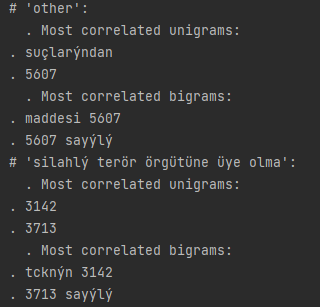 # 'other':
  . Most correlated unigrams:
. suçlarýndan
. 5607
  . Most correlated bigrams:
. maddesi 5607
. 5607 sayýlý
# 'silahlý terör örgütüne üye olma':
  . Most correlated unigrams:
. 3142
. 3713
  . Most correlated bigrams:
. tcknýn 3142
. 3713 sayýlý